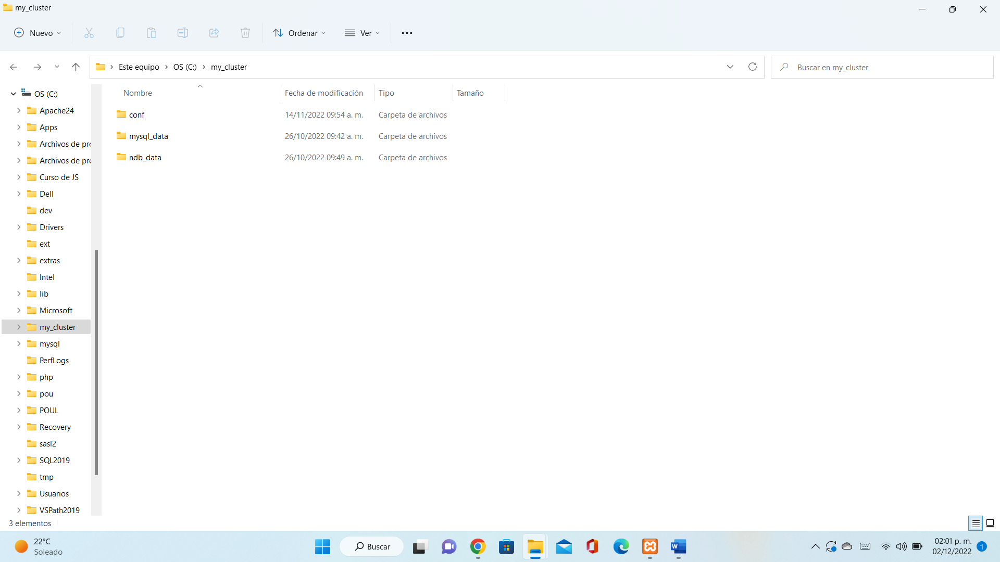 my_cluster
Nuevo
Ordenar
Ver
Este equipo
OS (C:)
my_cluster
Buscar en my_cluster
OS (C:)
Apache24
Apps
Archivos de pro
Archivos de pro
Curso de JS
Dell
dev
Drivers
ext
extras
Intel
lib
Microsoft
my_cluster
mysql
PerfLogs
php
pou
POUL
Recovery
sasl2
SQL2019
tmp
Usuarios
VSPath2019
Nombre Fecha de modificación Tipo Tamaño
conf 14/11/2022 09:54 a. m. Carpeta de archivos
mysql_data 26/10/2022 09:42 a. m. Carpeta de archivos
ndb_data 26/10/2022 09:49 a. m. Carpeta de archivos
3 elementos
22°C
Soleado
Buscar
02:01 p. m.
02/12/2022
1